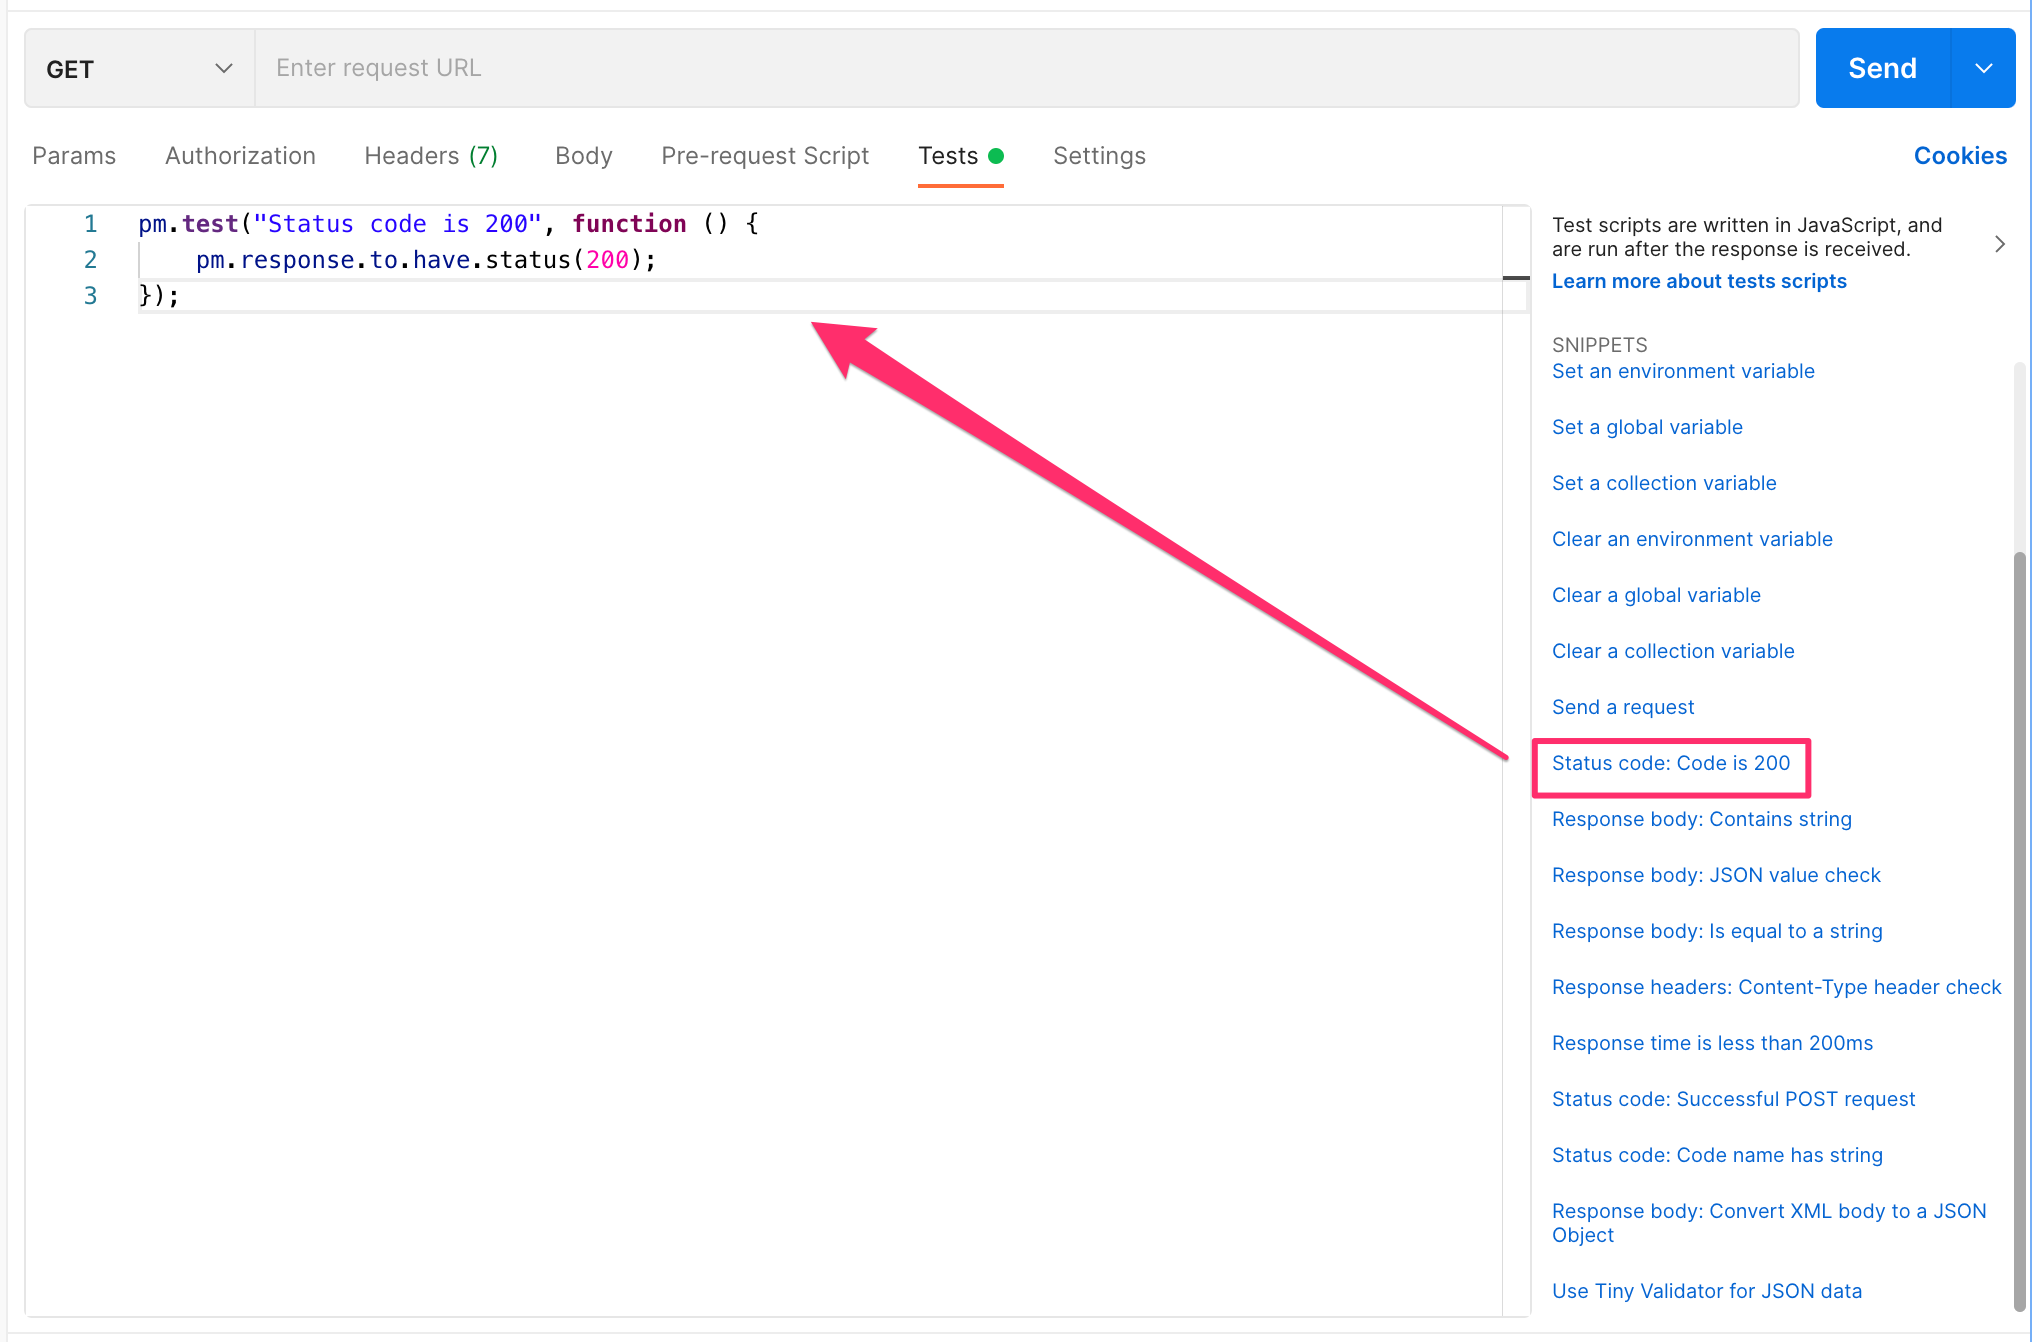 GET
Enter request URL
Send
Params Authorization Headers (7) Body Pre-request Script Tests Settings Cookies
1 pm.test("Status code is 200", function () {
2     pm.response.to.have.status(200);
3 });
Test scripts are written in JavaScript, and
are run after the response is received.
Learn more about tests scripts
SNIPPETS
Set an environment variable
Set a global variable
Set a collection variable
Clear an environment variable
Clear a global variable
Clear a collection variable
Send a request
Status code: Code is 200
Response body: Contains string
Response body: JSON value check
Response body: Is equal to a string
Response headers: Content-Type header check
Response time is less than 200ms
Status code: Successful POST request
Status code: Code name has string
Response body: Convert XML body to a JSON
Object
Use Tiny Validator for JSON data